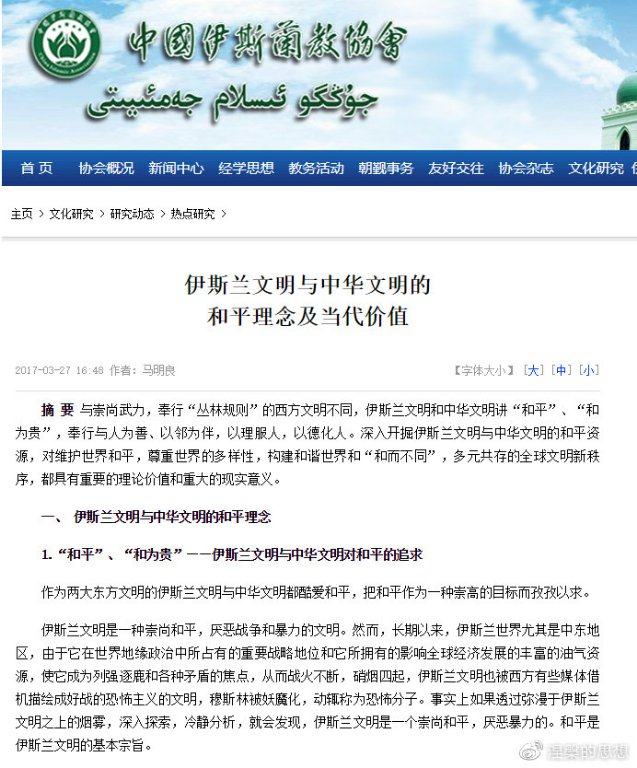 中國伊斯蘭教協會
جۇڭگو ئىسلام جەمئىيىتى
首 页 协会概况 新闻中心 经学思想 教务活动 朝觐事务 友好交往 协会杂志 文化研究
主页 > 文化研究 > 研究动态 > 热点研究 >
伊斯兰文明与中华文明的
和平理念及当代价值
2017-03-27 16:48 作者：马明良 【字体大小】 [大] [中] [小]
摘 要 与崇尚武力，奉行“丛林规则”的西方文明不同，伊斯兰文明和中华文明讲“和平”、“和
为贵”，奉行与人为善、以邻为伴，以理服人，以德化人。深入开掘伊斯兰文明与中华文明的和平资
源，对维护世界和平，尊重世界的多样性，构建和谐世界和“和而不同”，多元共存的全球文明新秩
序，都具有重要的理论价值和重大的现实意义。
一、 伊斯兰文明与中华文明的和平理念
1.“和平”、“和为贵”——伊斯兰文明与中华文明对和平的追求
作为两大东方文明的伊斯兰文明与中华文明都酷爱和平，把和平作为一种崇高的目标而孜孜以求。
伊斯兰文明是一种崇尚和平，厌恶战争和暴力的文明。然而，长期以来，伊斯兰世界尤其是中东地
区，由于它在世界地缘政治中所占有的重要战略地位和它所拥有的影响全球经济发展的丰富的油气资
源，使它成为列强逐鹿和各种矛盾的焦点，从而战火不断，硝烟四起，伊斯兰文明也被西方有些媒体借
机描绘成好战的恐怖主义的文明，穆斯林被妖魔化，动辄称为恐怖分子。事实上如果透过弥漫于伊斯兰
文明之上的烟雾，深入探索，冷静分析，就会发现，伊斯兰文明是一个崇尚和平，厌恶暴力的。和平是
伊斯兰文明的基本宗旨。
@涅槃的思想